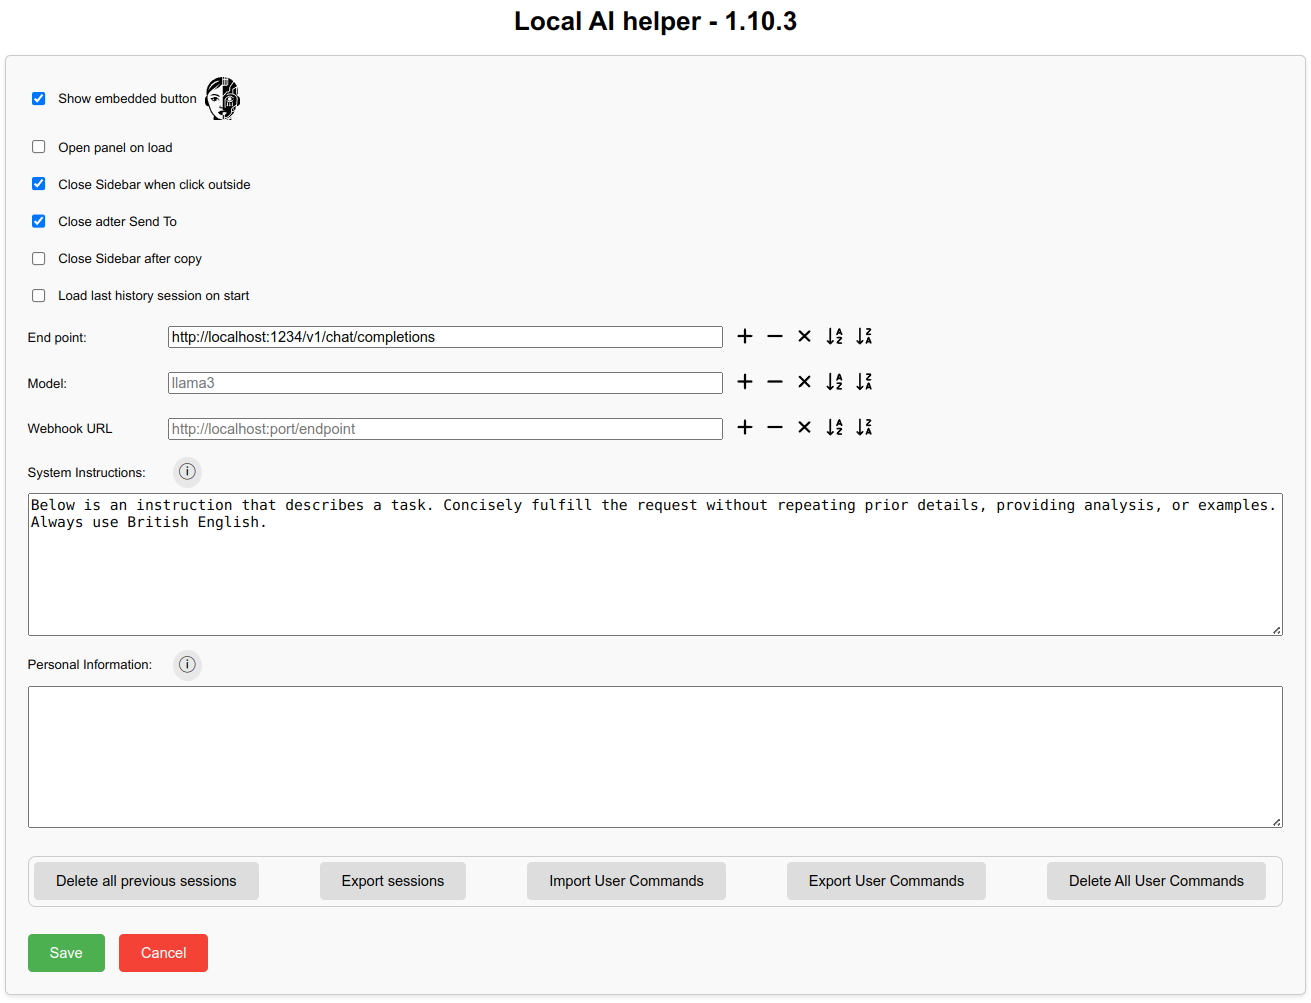 Local AI helper - 1.10.3
Show embedded button
Open panel on load
Close Sidebar when click outside
Close adter Send To
Close Sidebar after copy
Load last history session on start
End point: http://localhost:1234/v1/chat/completions
Model: llama3
Webhook URL http://localhost:port/endpoint
System Instructions:
Below is an instruction that describes a task. Concisely fulfill the request without repeating prior details, providing analysis, or examples.
Always use British English.
Personal Information:
Delete all previous sessions Export sessions Import User Commands Export User Commands Delete All User Commands
Save Cancel